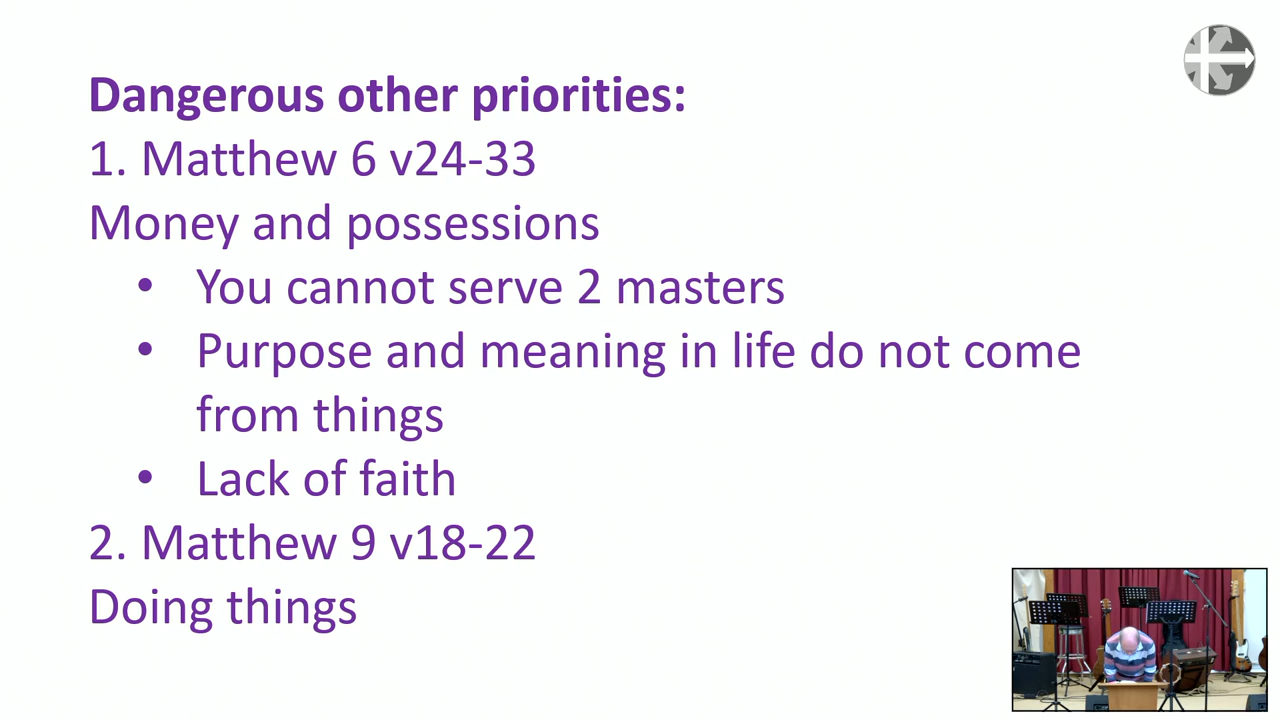 Dangerous other priorities:
1. Matthew 6 v24-33
Money and possessions
• You cannot serve 2 masters
• Purpose and meaning in life do not come
from things
• Lack of faith
2. Matthew 9 v18-22
Doing things